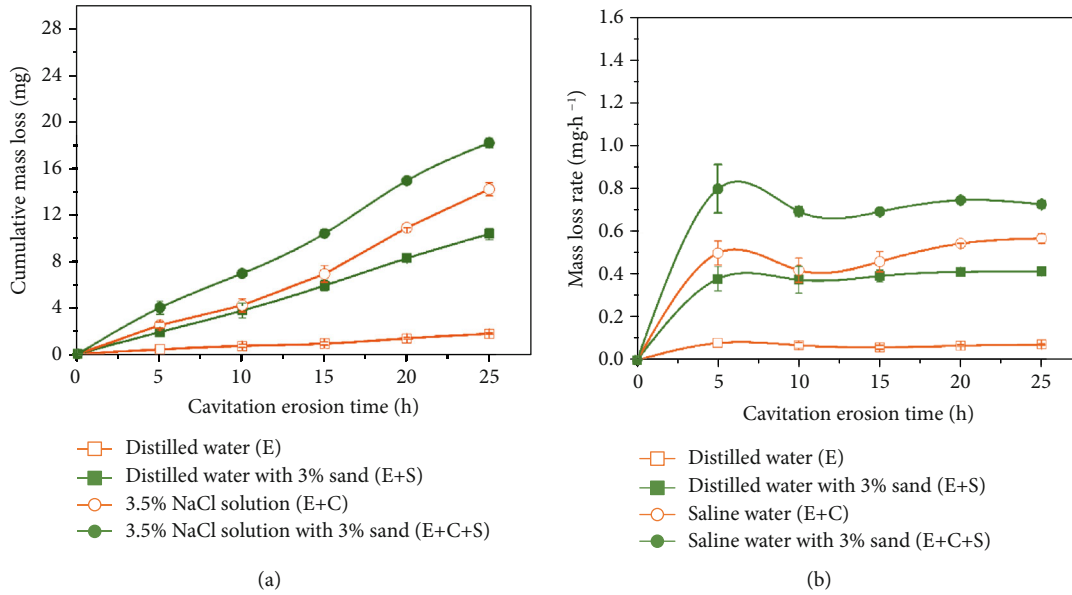 28
24
20
16
12
8
4
0
Cumulative mass loss (mg)
0 5 10 15 20 25
Cavitation erosion time (h)
Distilled water (E)
Distilled water with 3% sand (E+S)
3.5% NaCl solution (E+C)
3.5% NaCl solution with 3% sand (E+C+S)
(a)
1.6
1.4
1.2
1.0
0.8
0.6
0.4
0.2
0.0
Mass loss rate (mg·h⁻¹)
0 5 10 15 20 25
Cavitation erosion time (h)
Distilled water (E)
Distilled water with 3% sand (E+S)
Saline water (E+C)
Saline water with 3% sand (E+C+S)
(b)